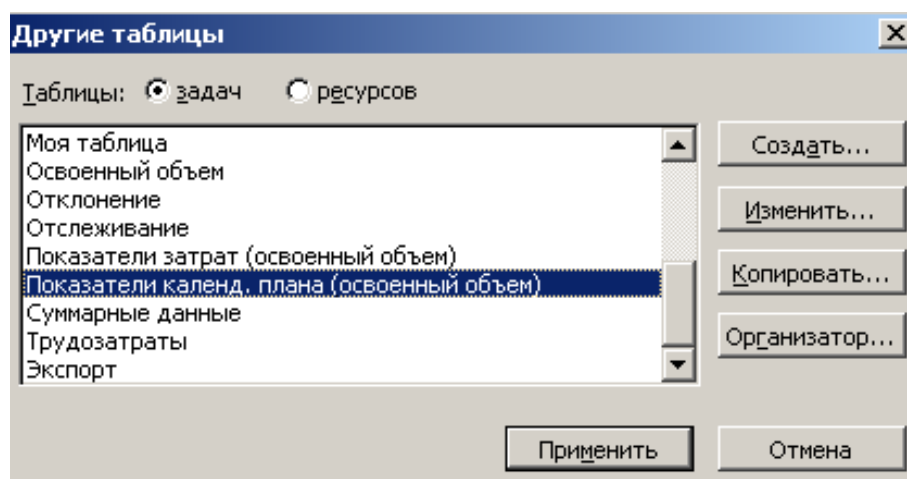 Другие таблицы
Таблицы: задач ресурсов
Моя таблица
Освоенный объем
Отклонение
Отслеживание
Показатели затрат (освоенный объем)
Показатели календ. плана (освоенный объем)
Суммарные данные
Трудозатраты
Экспорт
Создать...
Изменить...
Копировать...
Организатор...
Применить
Отмена